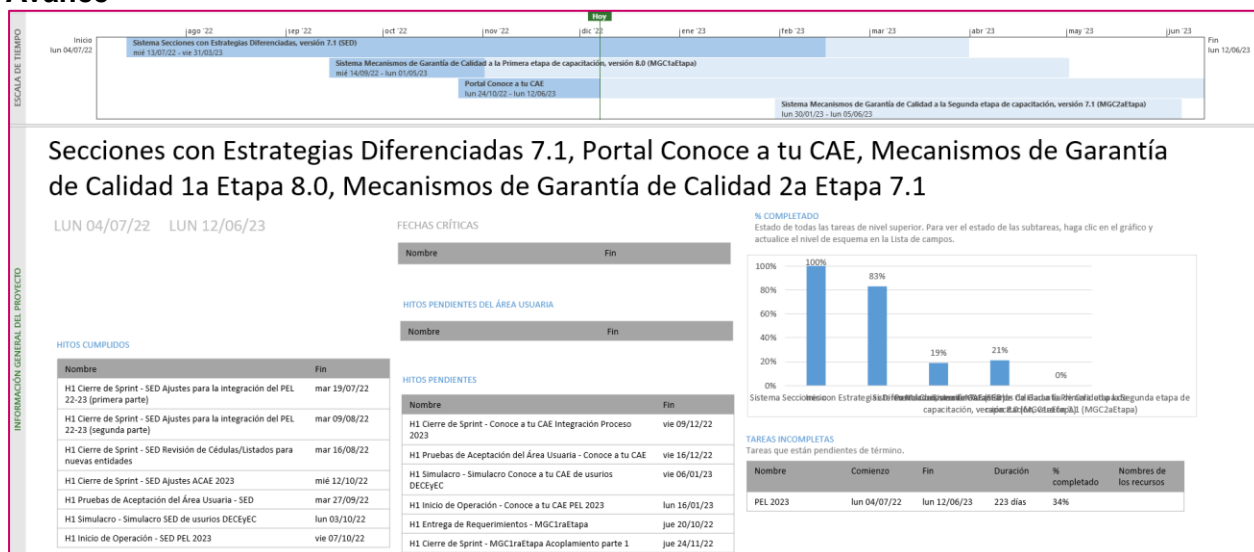 Avance
Hoy
ago '22 sep '22 oct '22 nov '22 dic '22 ene '23 feb '23 mar '23 abr '23 may '23 jun '23
ESCALA DE TIEMPO
Inicio
lun 04/07/22
Sistema Secciones con Estrategias Diferenciadas, versión 7.1 (SED)
mié 13/07/22 - vie 31/03/23
Sistema Mecanismos de Garantía de Calidad a la Primera etapa de capacitación, versión 8.0 (MGC1aEtapa)
mié 14/09/22 - lun 01/05/23
Portal Conoce a tu CAE
lun 24/10/22 - lun 12/06/23
Sistema Mecanismos de Garantía de Calidad a la Segunda etapa de capacitación, versión 7.1 (MGC2aEtapa)
lun 30/01/23 - lun 05/06/23
Fin
lun 12/06/23
INFORMACIÓN GENERAL DEL PROYECTO
Secciones con Estrategias Diferenciadas 7.1, Portal Conoce a tu CAE, Mecanismos de Garantía
de Calidad 1a Etapa 8.0, Mecanismos de Garantía de Calidad 2a Etapa 7.1
LUN 04/07/22 - LUN 12/06/23
HITOS CUMPLIDOS
Nombre Fin
H1 Cierre de Sprint - SED Ajustes para la integración del PEL mar 19/07/22
22-23 (primera parte)
H1 Cierre de Sprint - SED Ajustes para la integración del PEL mar 09/08/22
22-23 (segunda parte)
H1 Cierre de Sprint - SED Revisión de Cédulas/Listados para mar 16/08/22
nuevas entidades
H1 Cierre de Sprint - SED Ajustes ACAE 2023 mié 12/10/22
H1 Pruebas de Aceptación del Área Usuaria - SED mar 27/09/22
H1 Simulacro - Simulacro SED de usurios DECEyEC lun 03/10/22
H1 Inicio de Operación - SED PEL 2023 vie 07/10/22
FECHAS CRÍTICAS
Nombre Fin
HITOS PENDIENTES DEL ÁREA USUARIA
Nombre Fin
HITOS PENDIENTES
Nombre Fin
H1 Cierre de Sprint - Conoce a tu CAE Integración Proceso vie 09/12/22
2023
H1 Pruebas de Aceptación del Área Usuaria - Conoce a tu CAE vie 16/12/22
H1 Simulacro - Simulacro Conoce a tu CAE de usurios vie 06/01/23
DECEyEC
H1 Inicio de Operación - Conoce a tu CAE PEL 2023 lun 16/01/23
H1 Entrega de Requerimientos - MGC1raEtapa jue 20/10/22
H1 Cierre de Sprint - MGC1raEtapa Acoplamiento parte 1 jue 24/11/22
% COMPLETADO
Estado de todas las tareas de nivel superior. Para ver el estado de las subtareas, haga clic en el gráfico y
actualice el nivel de esquema en la Lista de campos.
100%
80%
60%
40%
20%
0%
100%
83%
19%
21%
0%
Sistema Secciones con Estrategias Segunda etapa de
capacitación, (MGC2aEtapa)
TAREAS INCOMPLETAS
Tareas que están pendientes de término.
Nombre Comienzo Fin Duración % completado Nombres de los recursos
PEL 2023 lun 04/07/22 lun 12/06/23 223 días 34%